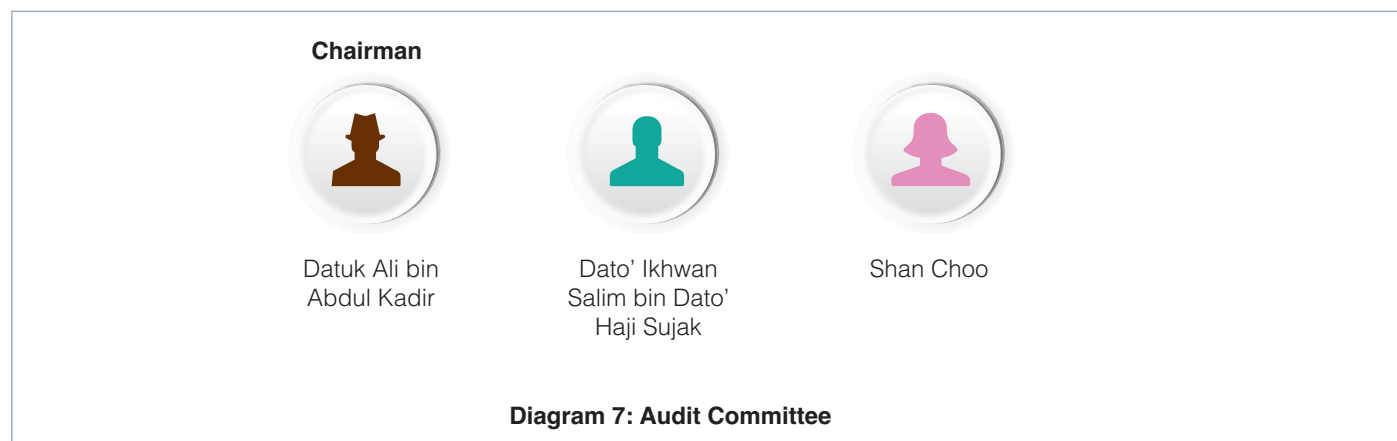 Chairman
Datuk Ali bin
Abdul Kadir
Dato’ Ikhwan
Salim bin Dato’
Haji Sujak
Shan Choo
Diagram 7: Audit Committee